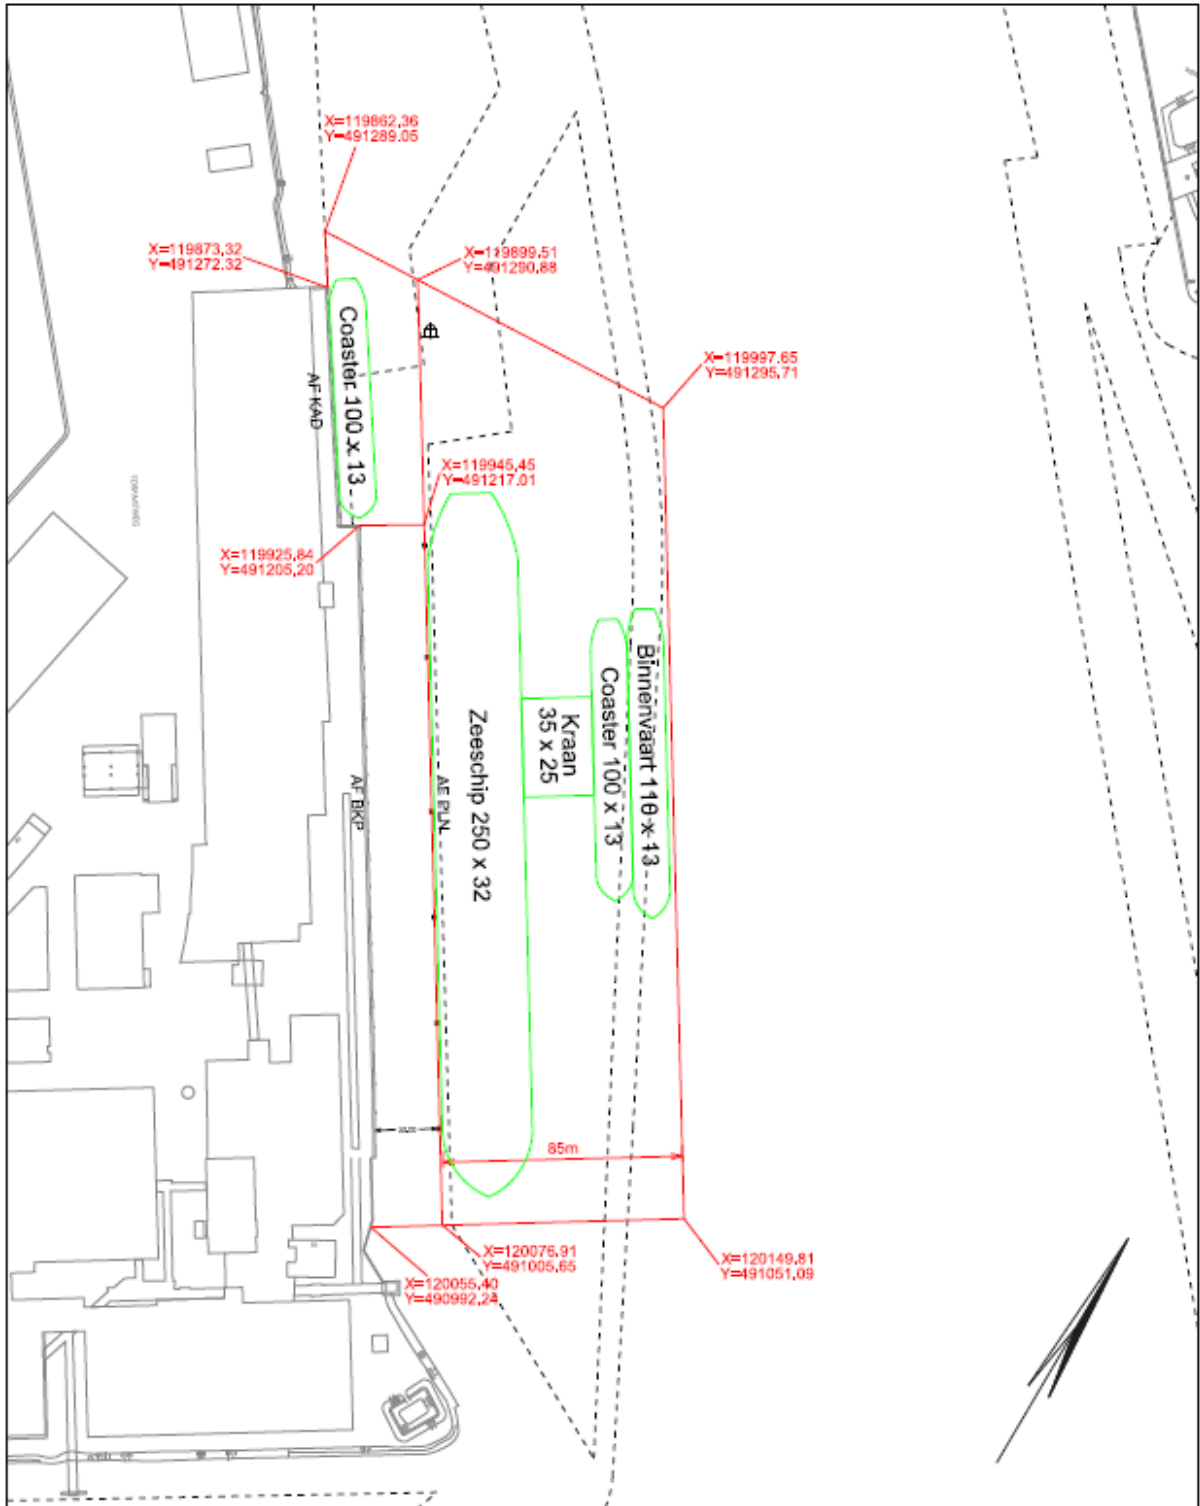 X=119862,36
Y=491289.05
X=119873,32
Y=491272.32
X=119899,51
Y=491290,88
X=119997.65
Y=491295,71
Coaster 100 x 13
AF KAD
X=119945,45
Y=491217.01
X=119925,84
Y=491205,20
Binnenvaart 110 x 13
Coaster 100 x 13
Kraan
35 x 25
Zeeschip 250 x 32
AF PLN
AF BKP
85m
X=120076,91
Y=491005,65
X=120149,81
Y=491051,09
X=120055,40
Y=490992,24